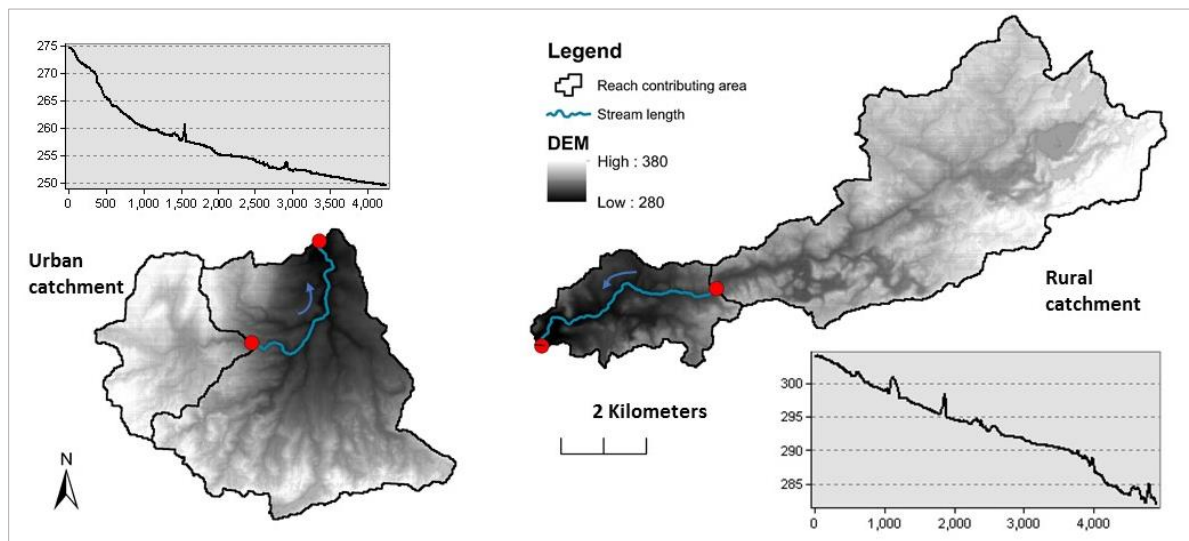 275
270
265
260
255
250
0 500 1,000 1,500 2,000 2,500 3,000 3,500 4,000
Legend
Reach contributing area
Stream length
DEM
High : 380
Low : 280
Urban
catchment
Rural
catchment
2 Kilometers
N
300
295
290
285
0 1,000 2,000 3,000 4,000